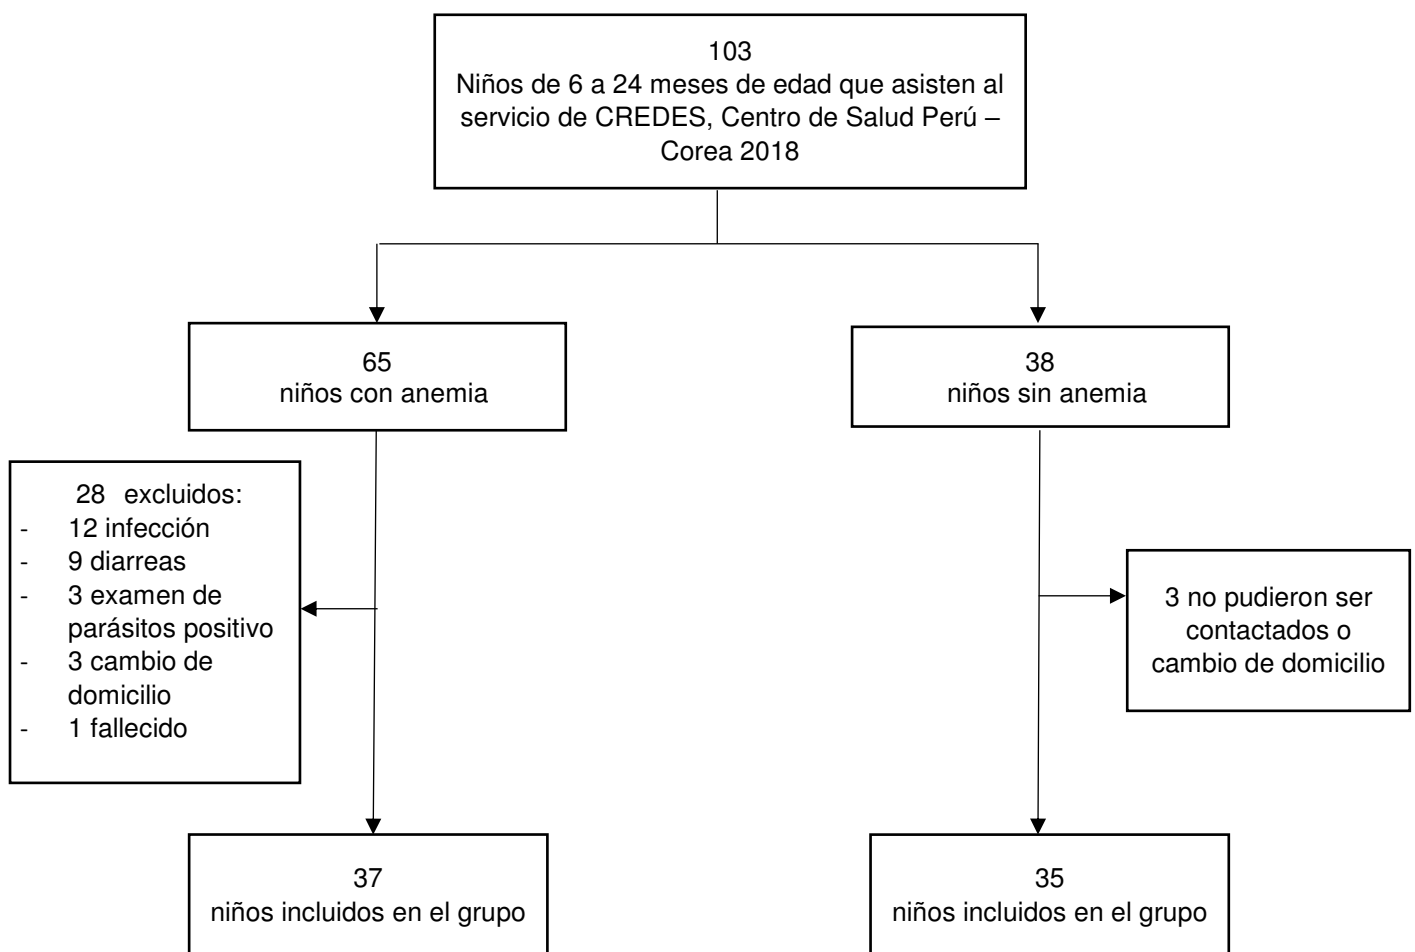 103
Niños de 6 a 24 meses de edad que asisten al
servicio de CREDES, Centro de Salud Perú –
Corea 2018
65
niños con anemia
38
niños sin anemia
28 excluidos:
- 12 infección
- 9 diarreas
- 3 examen de
parásitos positivo
- 3 cambio de
domicilio
- 1 fallecido
3 no pudieron ser
contactados o
cambio de domicilio
37
niños incluidos en el grupo
35
niños incluidos en el grupo